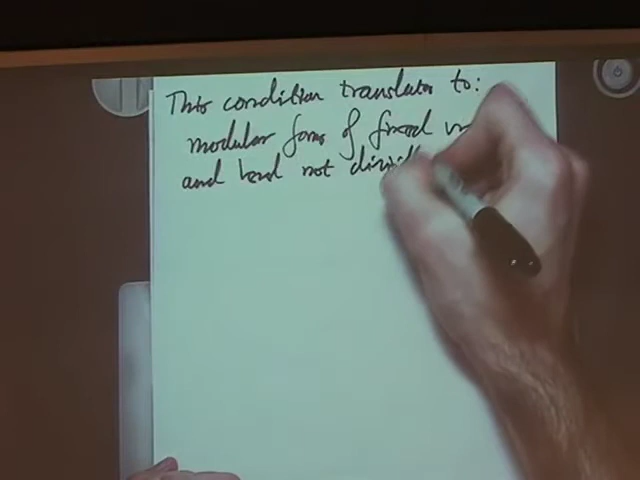 This condition translates to:
modular forms of fixed
and level not